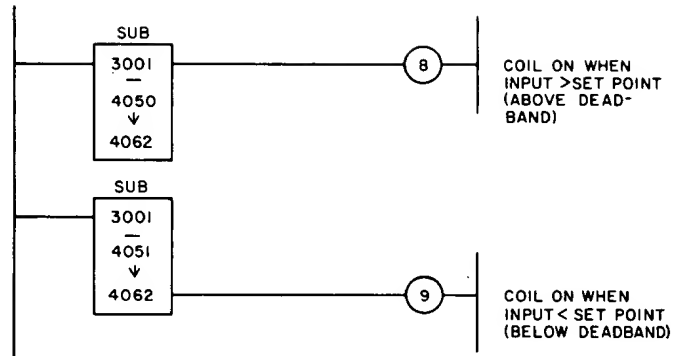 SUB
3001
—
4050
↓
4062
8
COIL ON WHEN
INPUT >SET POINT
(ABOVE DEAD-
BAND)
SUB
3001
—
4051
↓
4062
9
COIL ON WHEN
INPUT < SET POINT
(BELOW DEADBAND)